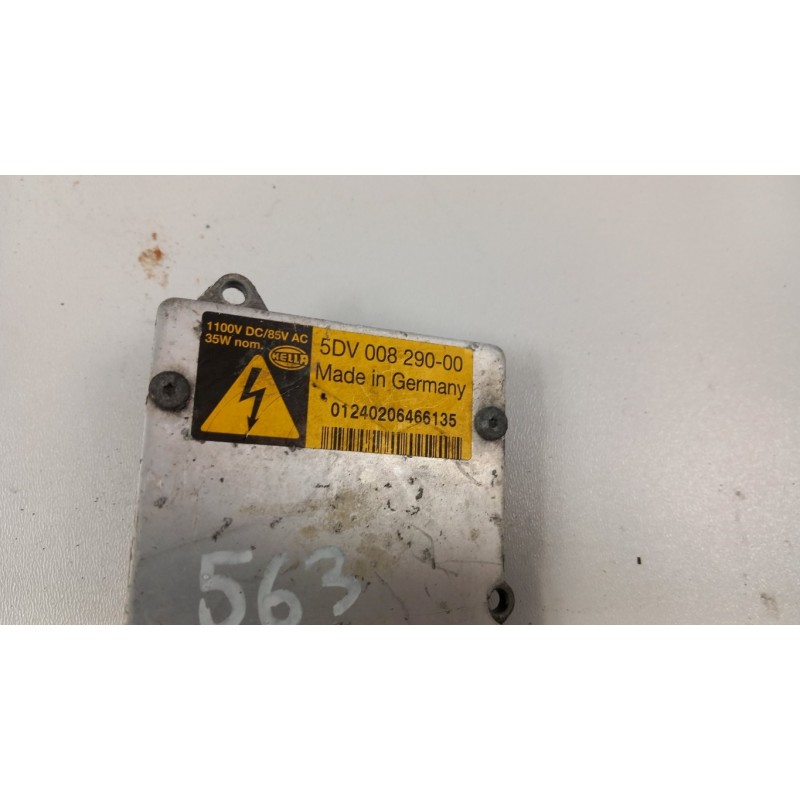 1100V DC/85V AC
35W nom.
HELLA
5DV 008 290-00
Made in Germany
01240206466135
563